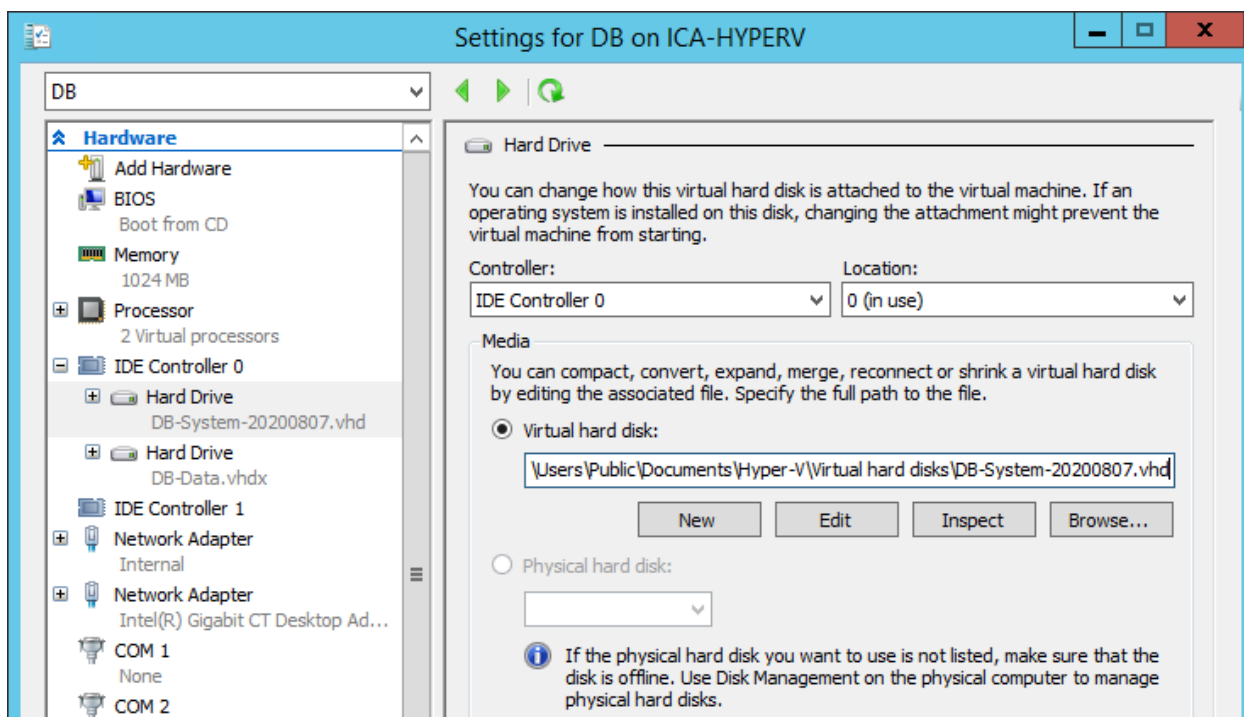 Settings for DB on ICA-HYPERV
X
DB
Hardware
Add Hardware
BIOS
Boot from CD
Memory
1024 MB
Processor
2 Virtual processors
IDE Controller 0
Hard Drive
DB-System-20200807.vhd
Hard Drive
DB-Data.vhdx
IDE Controller 1
Network Adapter
Internal
Network Adapter
Intel(R) Gigabit CT Desktop Ad...
COM 1
None
COM 2
Hard Drive
You can change how this virtual hard disk is attached to the virtual machine. If an
operating system is installed on this disk, changing the attachment might prevent the
virtual machine from starting.
Controller: Location:
IDE Controller 0 0 (in use)
Media
You can compact, convert, expand, merge, reconnect or shrink a virtual hard disk
by editing the associated file. Specify the full path to the file.
Virtual hard disk:
\Users\Public\Documents\Hyper-V\Virtual hard disks\DB-System-20200807.vhd
New Edit Inspect Browse...
Physical hard disk:
If the physical hard disk you want to use is not listed, make sure that the
disk is offline. Use Disk Management on the physical computer to manage
physical hard disks.